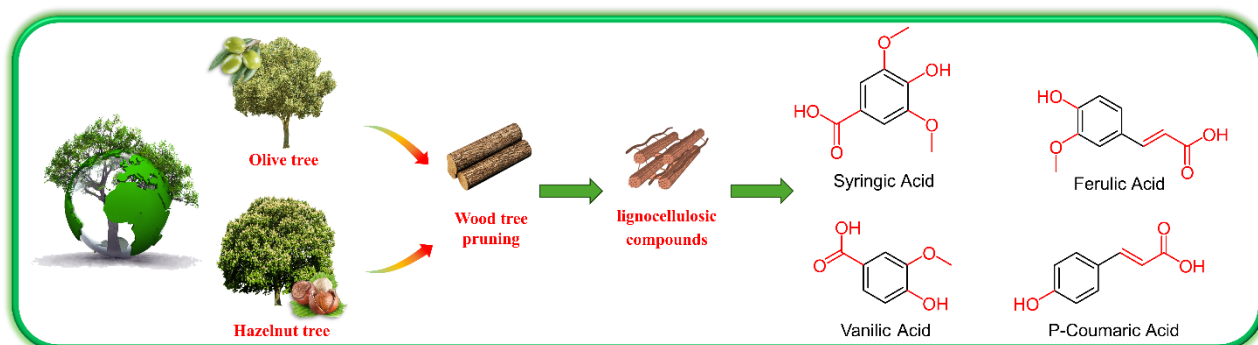 Olive tree
Hazelnut tree
Wood tree
pruning
lignocellulosic
compounds
O
OH
HO
O
O
Syringic Acid
HO
O
OH
O
Ferulic Acid
OH
O
O
OH
Vanilic Acid
O
OH
HO
P-Coumaric Acid